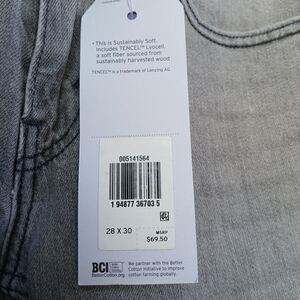 • This is Sustainably Soft.
Includes TENCEL™ Lyocell,
a soft fiber sourced from
sustainably harvested wood
TENCEL™ is a trademark of Lenzing AG.
005141564
1 94877 36703 5
28 X 30
MSRP
$69.50
BCI
BetterCotton.org
We partner with the Better
Cotton Initiative to improve
cotton farming globally.